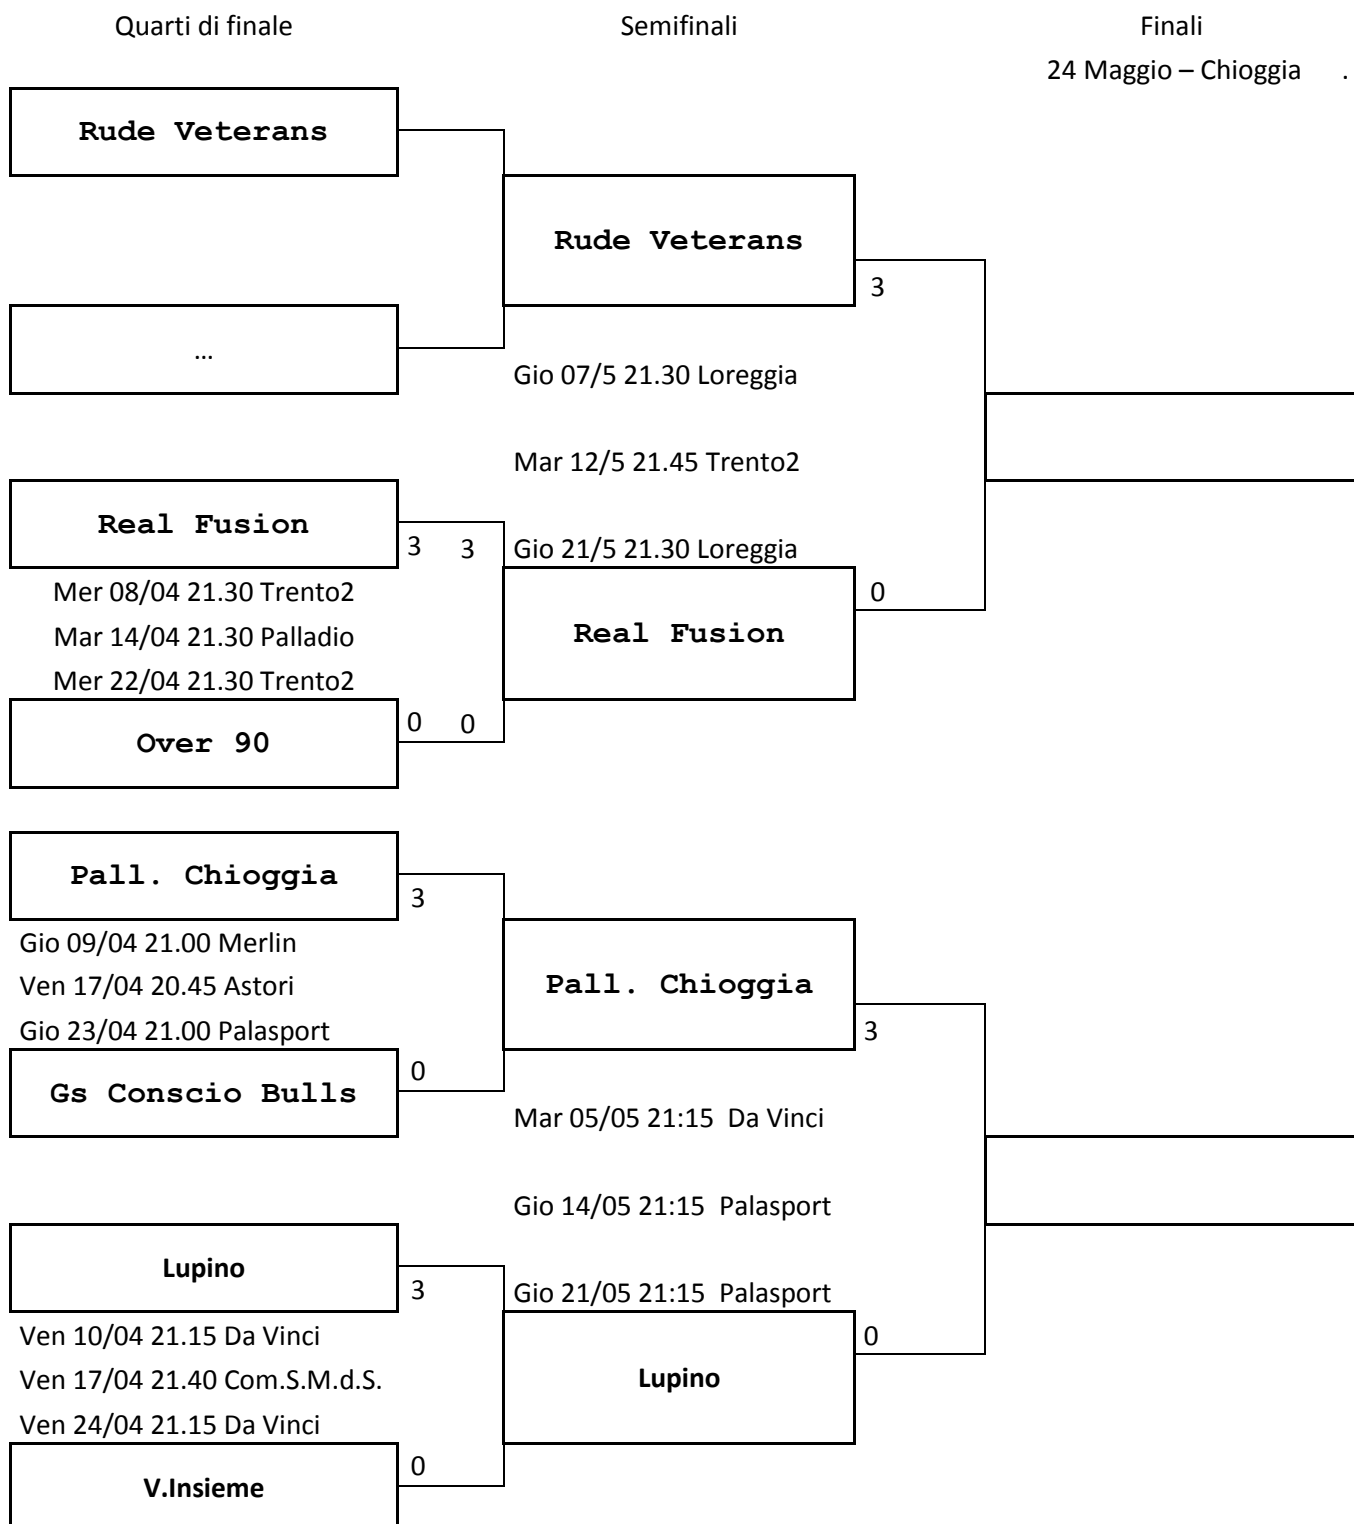 Quarti di finale
Semifinali
Finali
24 Maggio – Chioggia .
Rude Veterans
Rude Veterans
3
...
Gio 07/5 21.30 Loreggia
Mar 12/5 21.45 Trento2
Real Fusion
3 3
Gio 21/5 21.30 Loreggia
Mer 08/04 21.30 Trento2
0
Mar 14/04 21.30 Palladio
Real Fusion
Mer 22/04 21.30 Trento2
0 0
Over 90
Pall. Chioggia
3
Gio 09/04 21.00 Merlin
Ven 17/04 20.45 Astori
Pall. Chioggia
Gio 23/04 21.00 Palasport
3
0
Gs Conscio Bulls
Mar 05/05 21:15 Da Vinci
Gio 14/05 21:15 Palasport
Lupino
3
Gio 21/05 21:15 Palasport
Ven 10/04 21.15 Da Vinci
0
Ven 17/04 21.40 Com.S.M.d.S.
Lupino
Ven 24/04 21.15 Da Vinci
0
V.Insieme